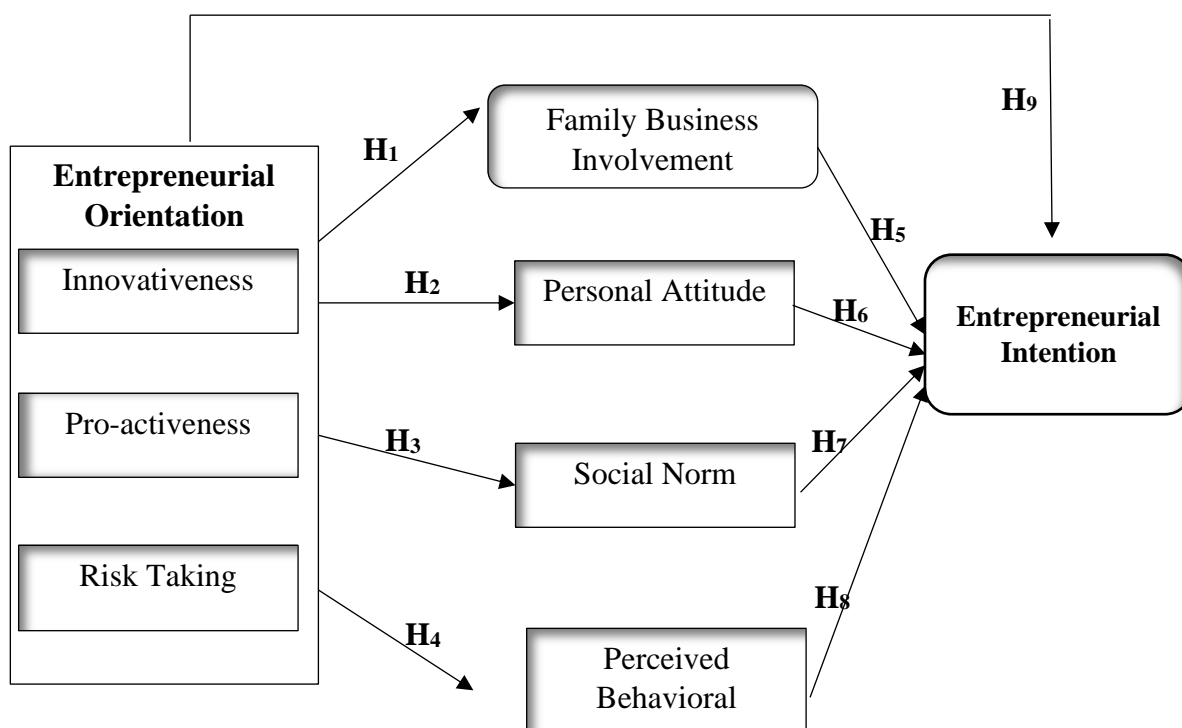 H9
Family Business
Involvement
H1
Entrepreneurial
Orientation
H5
Innovativeness
H2
Personal Attitude
H6
Entrepreneurial
Intention
Pro-activeness
H3
Social Norm
H7
Risk Taking
H4
H8
Perceived
Behavioral